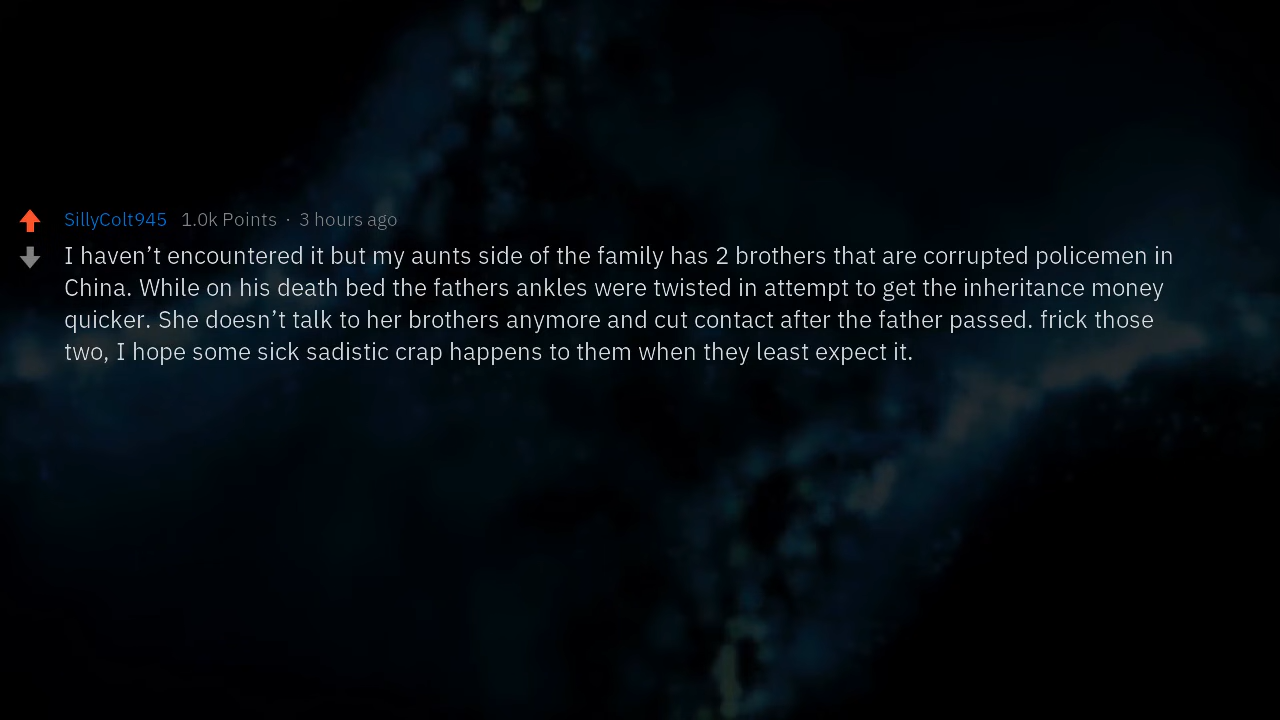 SillyColt945 1.0k Points · 3 hours ago
I haven’t encountered it but my aunts side of the family has 2 brothers that are corrupted policemen in
China. While on his death bed the fathers ankles were twisted in attempt to get the inheritance money
quicker. She doesn’t talk to her brothers anymore and cut contact after the father passed. frick those
two, I hope some sick sadistic crap happens to them when they least expect it.